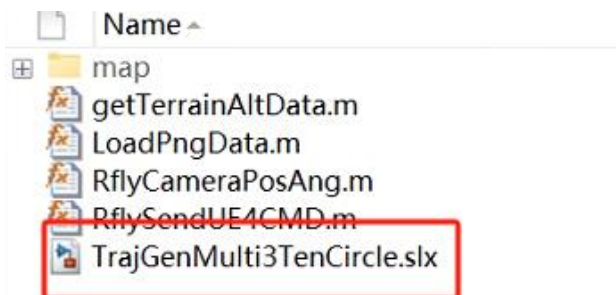 Name
map
getTerrainAltData.m
LoadPngData.m
RflyCameraPosAng.m
RflySendUE4CMD.m
TrajGenMulti3TenCircle.slx